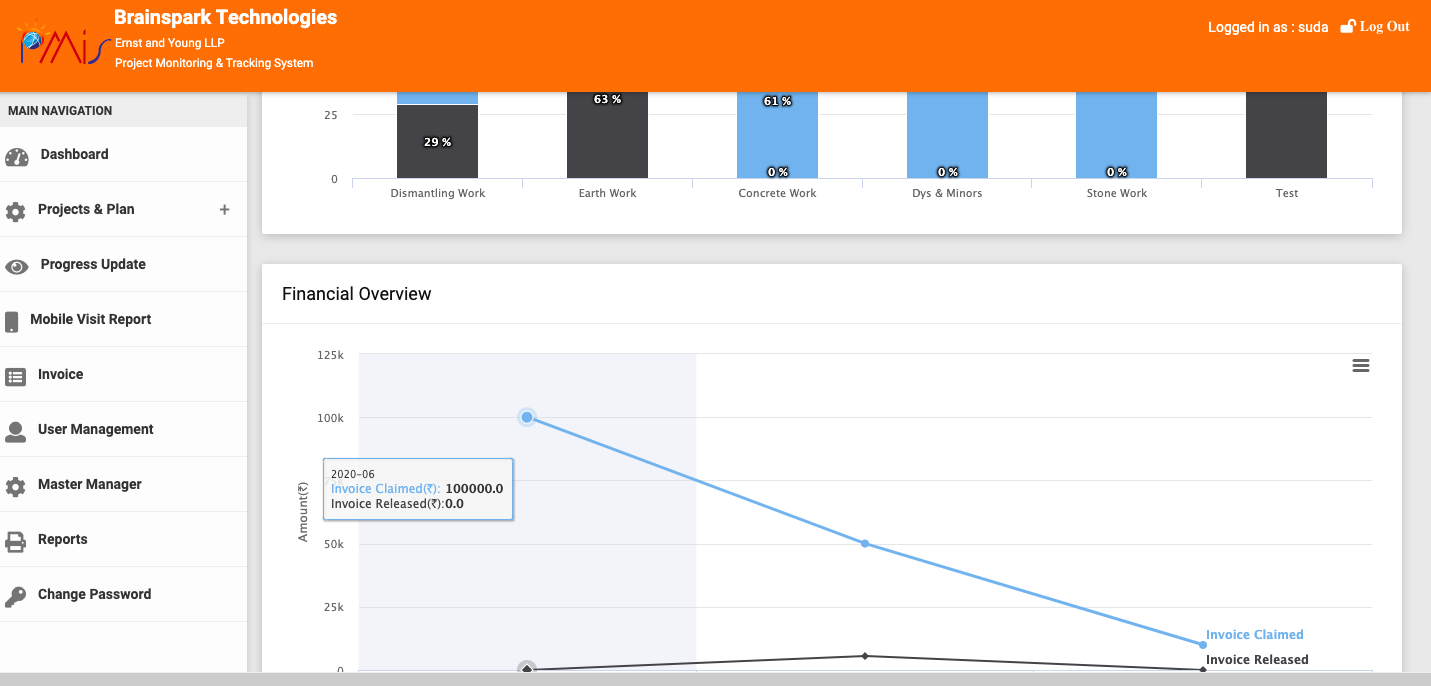 Brainspark Technologies
PMiS
Ernst and Young LLP
Project Monitoring & Tracking System
Logged in as : suda
Log Out
MAIN NAVIGATION
Dashboard
Projects & Plan +
Progress Update
Mobile Visit Report
Invoice
User Management
Master Manager
Reports
Change Password
63 %
61 %
25
29 %
0 %
0 %
0 %
0
Dismantling Work
Earth Work
Concrete Work
Dys & Minors
Stone Work
Test
Financial Overview
125k
100k
2020-06
Invoice Claimed(₹): 100000.0
Invoice Released(₹):0.0
Amount(₹)
50k
25k
0
Invoice Claimed
Invoice Released